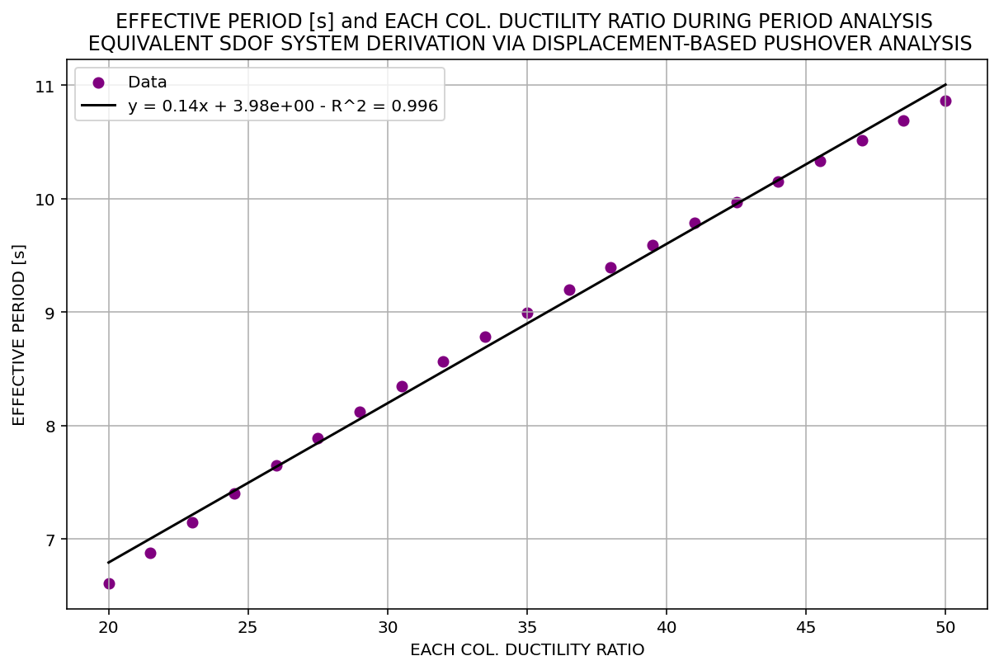 EFFECTIVE PERIOD [s] and EACH COL. DUCTILITY RATIO DURING PERIOD ANALYSIS
EQUIVALENT SDOF SYSTEM DERIVATION VIA DISPLACEMENT-BASED PUSHOVER ANALYSIS
Data
y = 0.14x + 3.98e+00 - R^2 = 0.996
EFFECTIVE PERIOD [s]
11
10
9
8
7
20 25 30 35 40 45 50
EACH COL. DUCTILITY RATIO